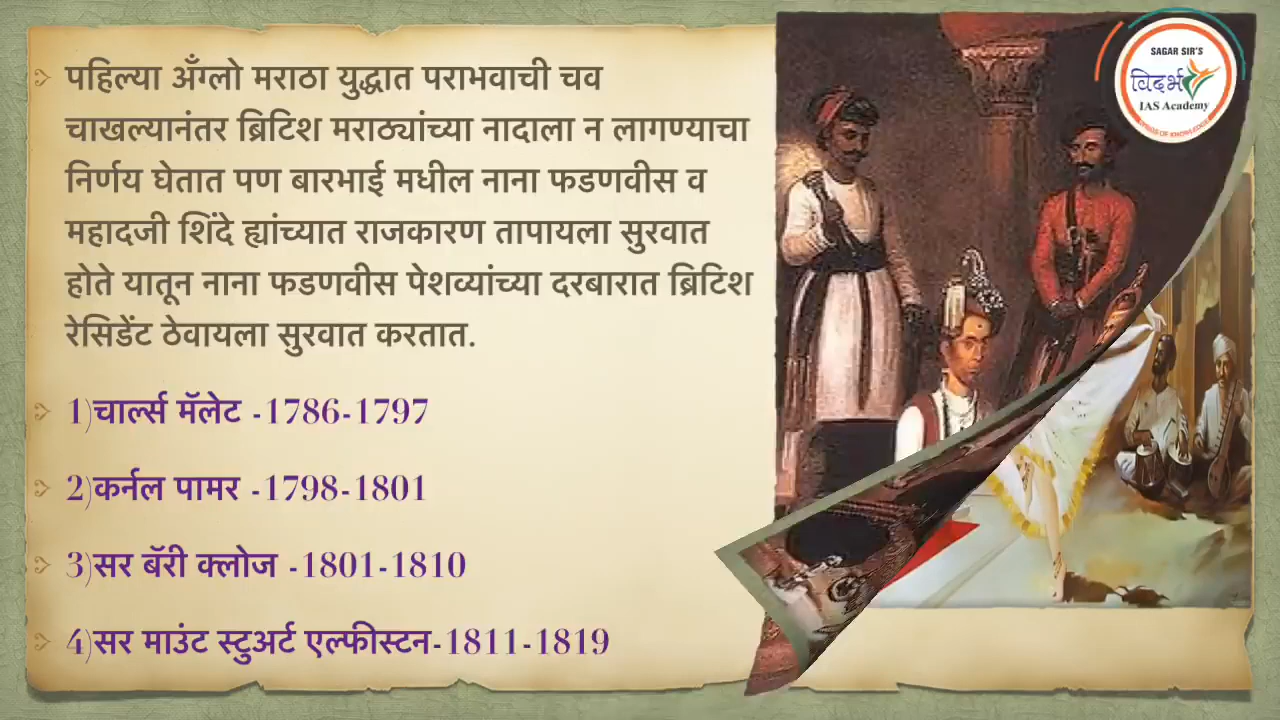 पहिल्या अँग्लो मराठा युद्धात पराभवाची चव
चाखल्यानंतर ब्रिटिश मराठ्यांच्या नादाला न लागण्याचा
निर्णय घेतात पण बारभाई मधील नाना फडणवीस व
महादजी शिंदे ह्यांच्यात राजकारण तापायला सुरवात
होते यातून नाना फडणवीस पेशव्यांच्या दरबारात ब्रिटिश
रेसिडेंट ठेवायला सुरवात करतात.
1)चार्ल्स मॅलेट -1786-1797
2)कर्नल पामर -1798-1801
3)सर बॅरी क्लोज -1801-1810
4)सर माउंट स्टुअर्ट एल्फीस्टन-1811-1819
SAGAR SIR'S
विदर्भ
IAS Academy